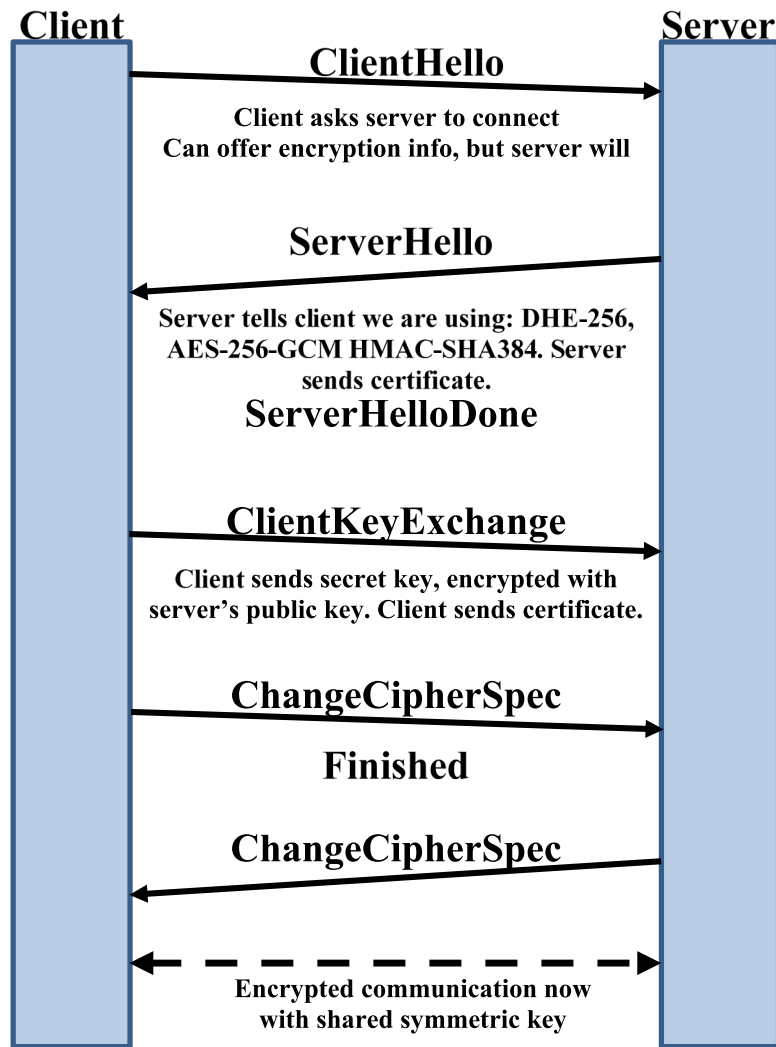 Client
Server
ClientHello
Client asks server to connect
Can offer encryption info, but server will
ServerHello
Server tells client we are using: DHE-256,
AES-256-GCM HMAC-SHA384. Server
sends certificate.
ServerHelloDone
ClientKeyExchange
Client sends secret key, encrypted with
server’s public key. Client sends certificate.
ChangeCipherSpec
Finished
ChangeCipherSpec
Encrypted communication now
with shared symmetric key